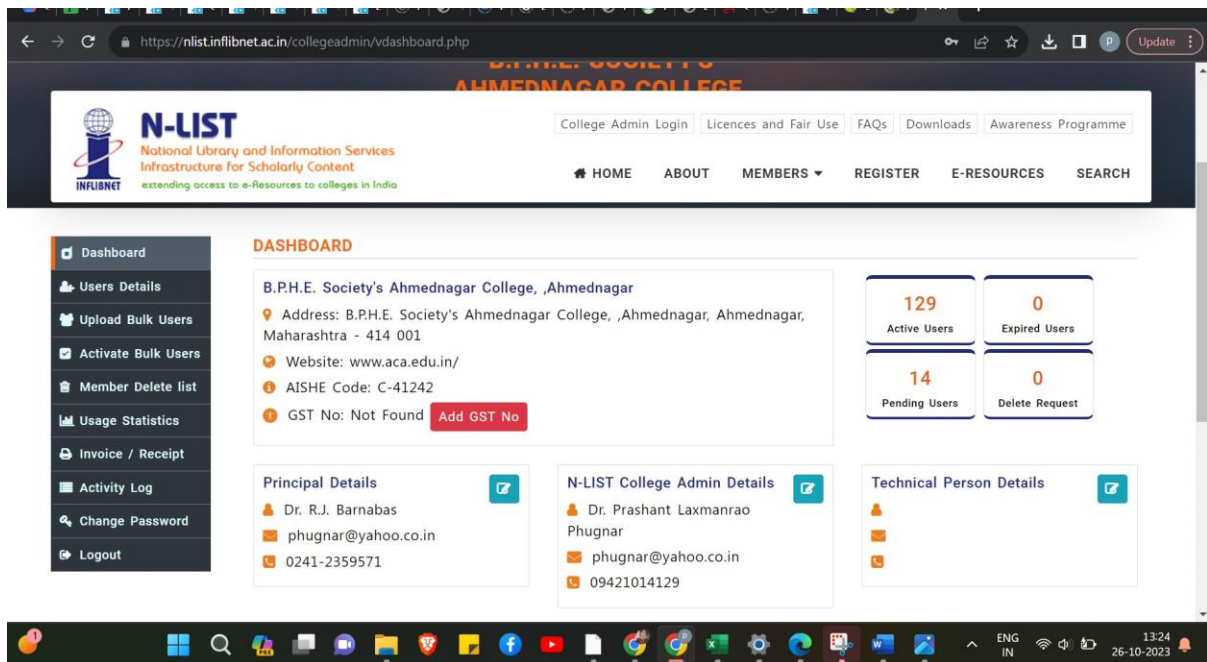 https://nlist.inflibnet.ac.in/collegeadmin/vdashboard.php
Update
B.P.H.E. SOCIETY'S
AHMEDNAGAR COLLEGE
INFLIBNET
N-LIST
National Library and Information Services
Infrastructure for Scholarly Content
extending access to e-Resources to colleges in India
College Admin Login Licences and Fair Use FAQs Downloads Awareness Programme
HOME ABOUT MEMBERS REGISTER E-RESOURCES SEARCH
Dashboard
Users Details
Upload Bulk Users
Activate Bulk Users
Member Delete list
Usage Statistics
Invoice / Receipt
Activity Log
Change Password
Logout
DASHBOARD
B.P.H.E. Society's Ahmednagar College, ,Ahmednagar
Address: B.P.H.E. Society's Ahmednagar College, ,Ahmednagar, Ahmednagar,
Maharashtra - 414 001
Website: www.aca.edu.in/
AISHE Code: C-41242
GST No: Not Found Add GST No
129
Active Users
0
Expired Users
14
Pending Users
0
Delete Request
Principal Details
Dr. R.J. Barnabas
phugnar@yahoo.co.in
0241-2359571
N-LIST College Admin Details
Dr. Prashant Laxmanrao
Phugnar
phugnar@yahoo.co.in
09421014129
Technical Person Details
1
ENG
IN
13:24
26-10-2023